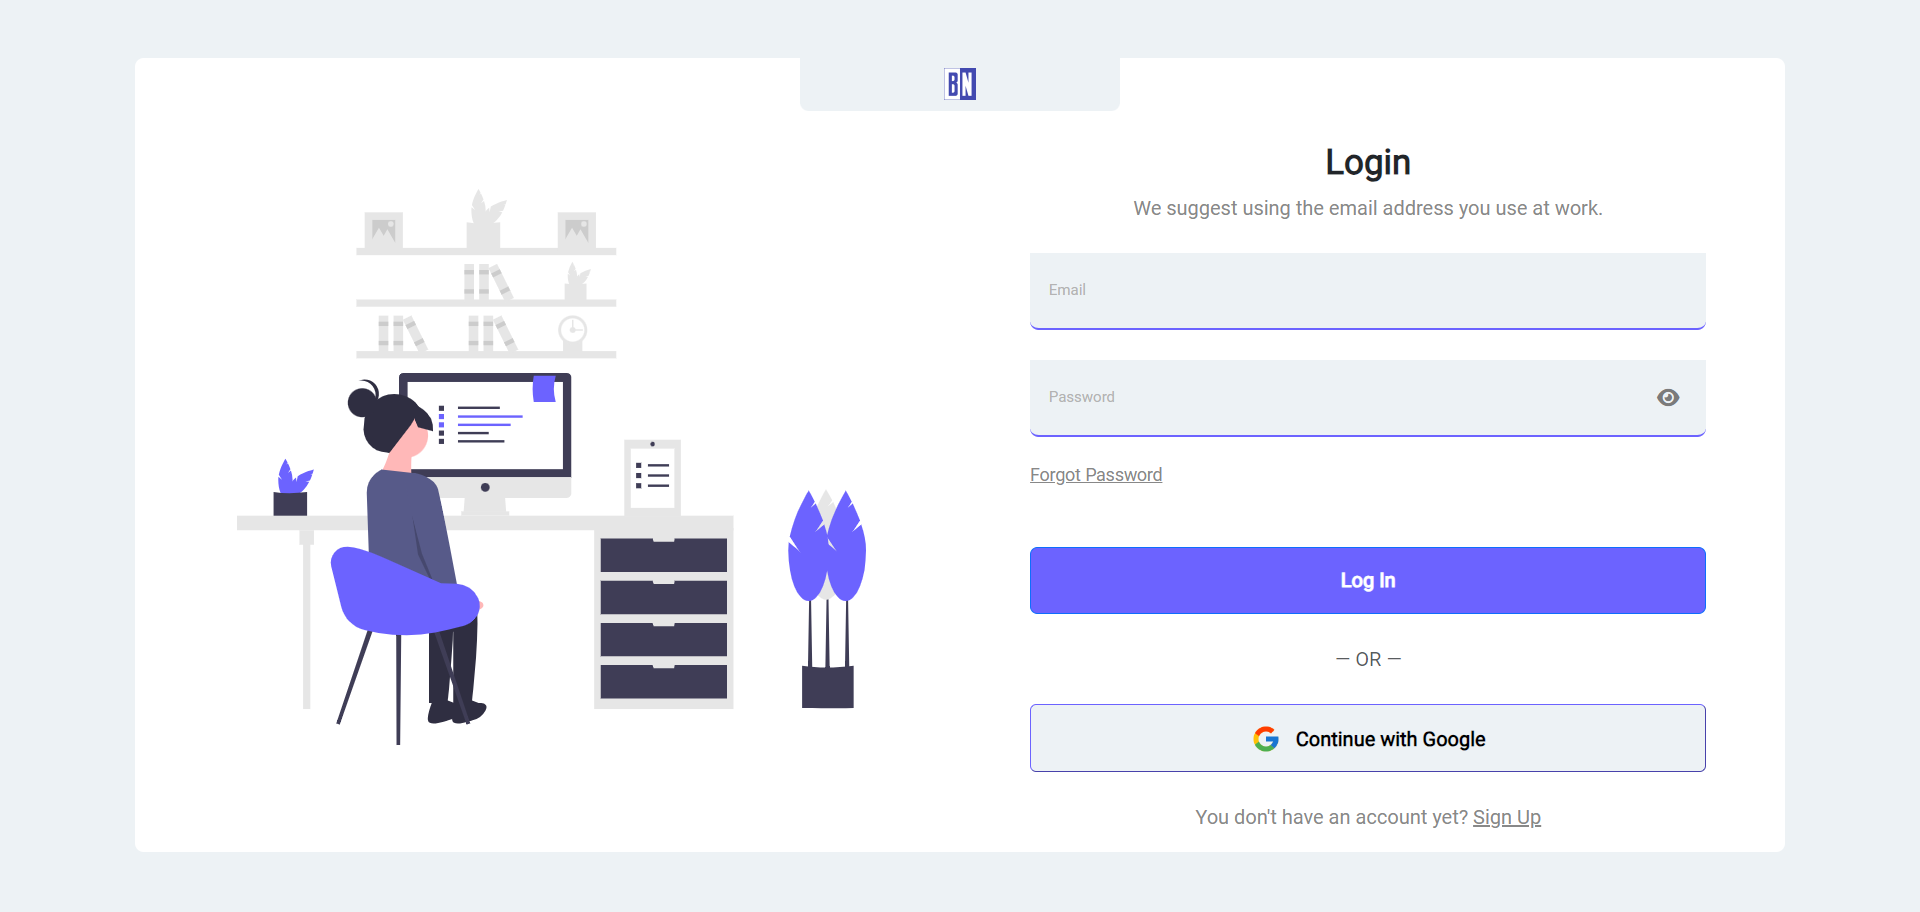 BN
Login
We suggest using the email address you use at work.
Email
Password
Forgot Password
Log In
— OR —
Continue with Google
You don't have an account yet? Sign Up